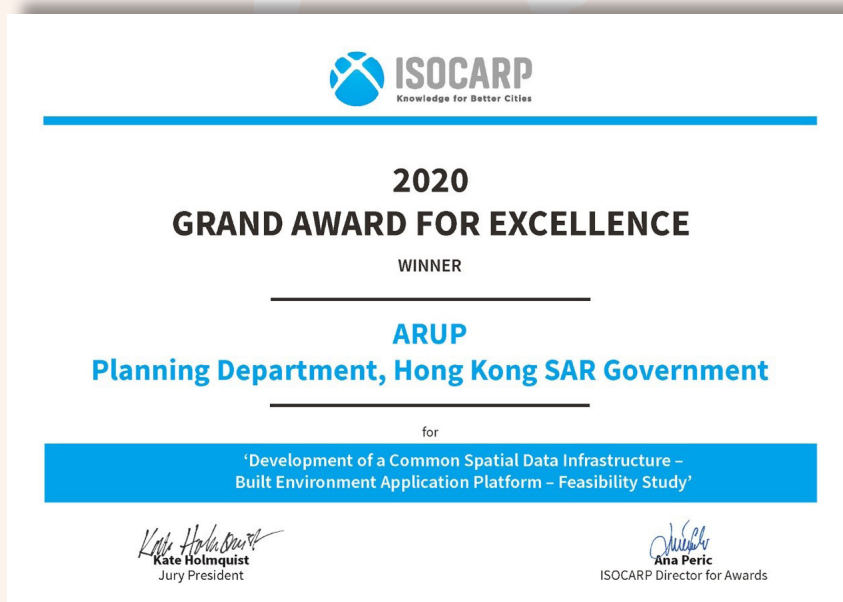 ISOCARP
Knowledge for Better Cities
2020
GRAND AWARD FOR EXCELLENCE
WINNER
ARUP
Planning Department, Hong Kong SAR Government
for
‘Development of a Common Spatial Data Infrastructure –
Built Environment Application Platform – Feasibility Study’
Kate Holmquist
Kate Holmquist
Jury President
Ana Peric
ISOCARP Director for Awards